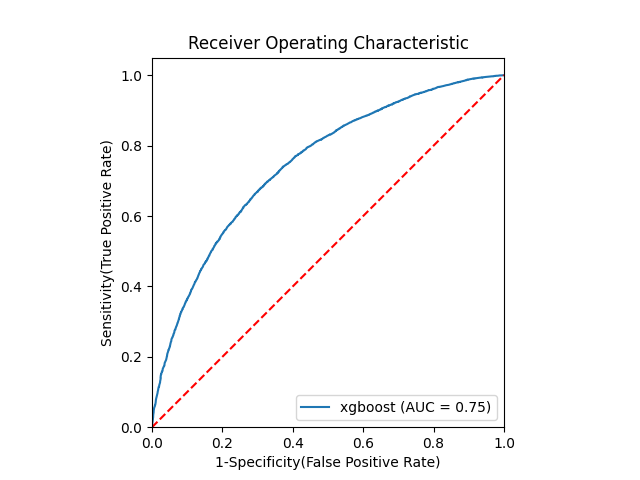 Receiver Operating Characteristic
1.0
0.8
0.6
0.4
0.2
0.0
Sensitivity(True Positive Rate)
xgboost (AUC = 0.75)
0.0 0.2 0.4 0.6 0.8 1.0
1-Specificity(False Positive Rate)